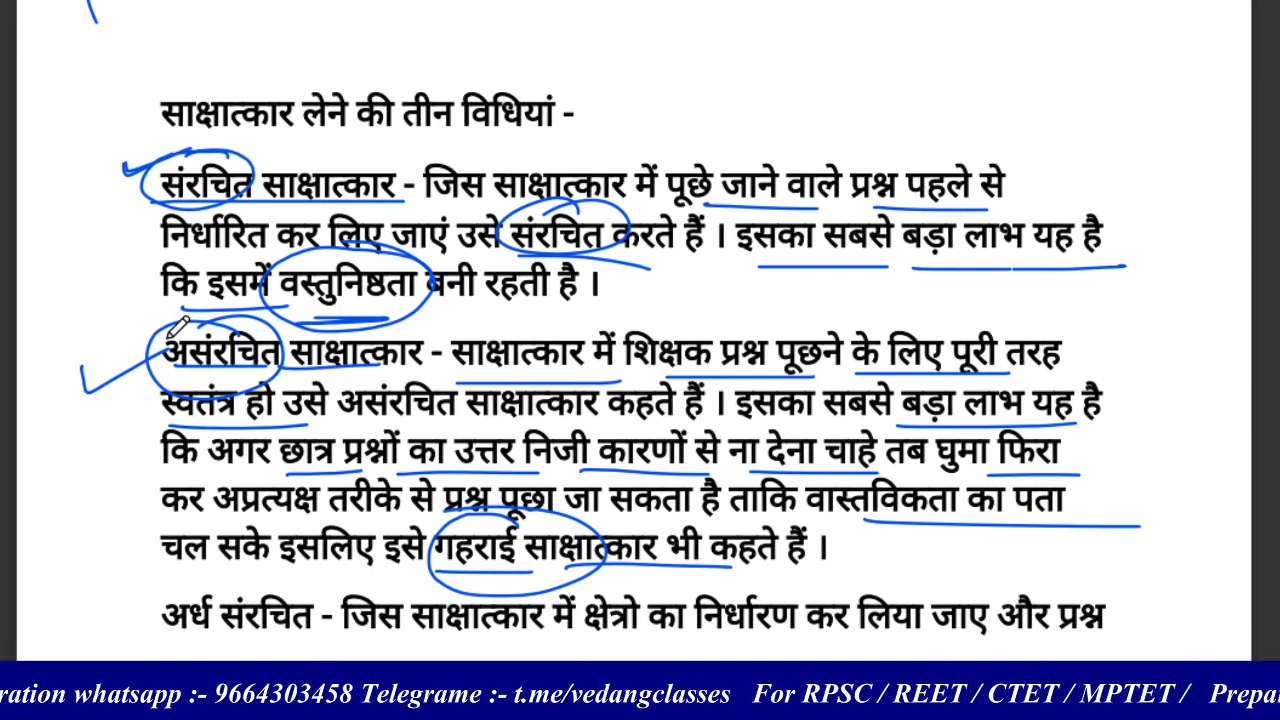 साक्षात्कार लेने की तीन विधियां -
संरचित साक्षात्कार - जिस साक्षात्कार में पूछे जाने वाले प्रश्न पहले से
निर्धारित कर लिए जाएं उसे संरचित करते हैं । इसका सबसे बड़ा लाभ यह है
कि इसमें वस्तुनिष्ठता बनी रहती है ।
असंरचित साक्षात्कार - साक्षात्कार में शिक्षक प्रश्न पूछने के लिए पूरी तरह
स्वतंत्र हो उसे असंरचित साक्षात्कार कहते हैं । इसका सबसे बड़ा लाभ यह है
कि अगर छात्र प्रश्नों का उत्तर निजी कारणों से ना देना चाहे तब घुमा फिरा
कर अप्रत्यक्ष तरीके से प्रश्न पूछा जा सकता है ताकि वास्तविकता का पता
चल सके इसलिए इसे गहराई साक्षात्कार भी कहते हैं ।
अर्ध संरचित - जिस साक्षात्कार में क्षेत्रो का निर्धारण कर लिया जाए और प्रश्न
ration whatsapp :- 9664303458 Telegrame :- t.me/vedangclasses For RPSC / REET / CTET / MPTET / Prepa